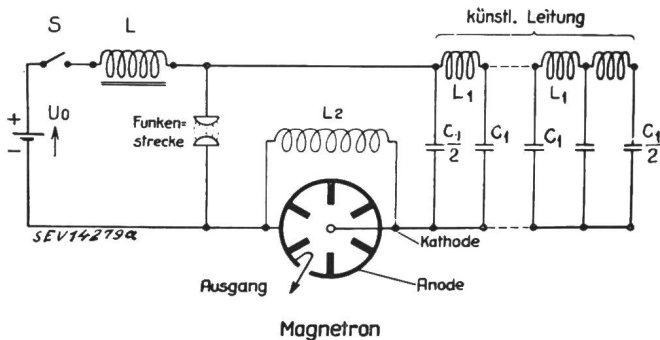 künstl. Leitung
S
L
L1
L1
+
U0
-
Funken=
strecke
L2
C1/2
C1
C1
C1/2
SEV14279a
Kathode
Ausgang
Anode
Magnetron